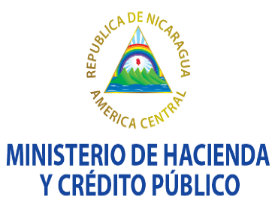 REPUBLICA DE NICARAGUA
AMERICA CENTRAL
MINISTERIO DE HACIENDA
Y CRÉDITO PÚBLICO